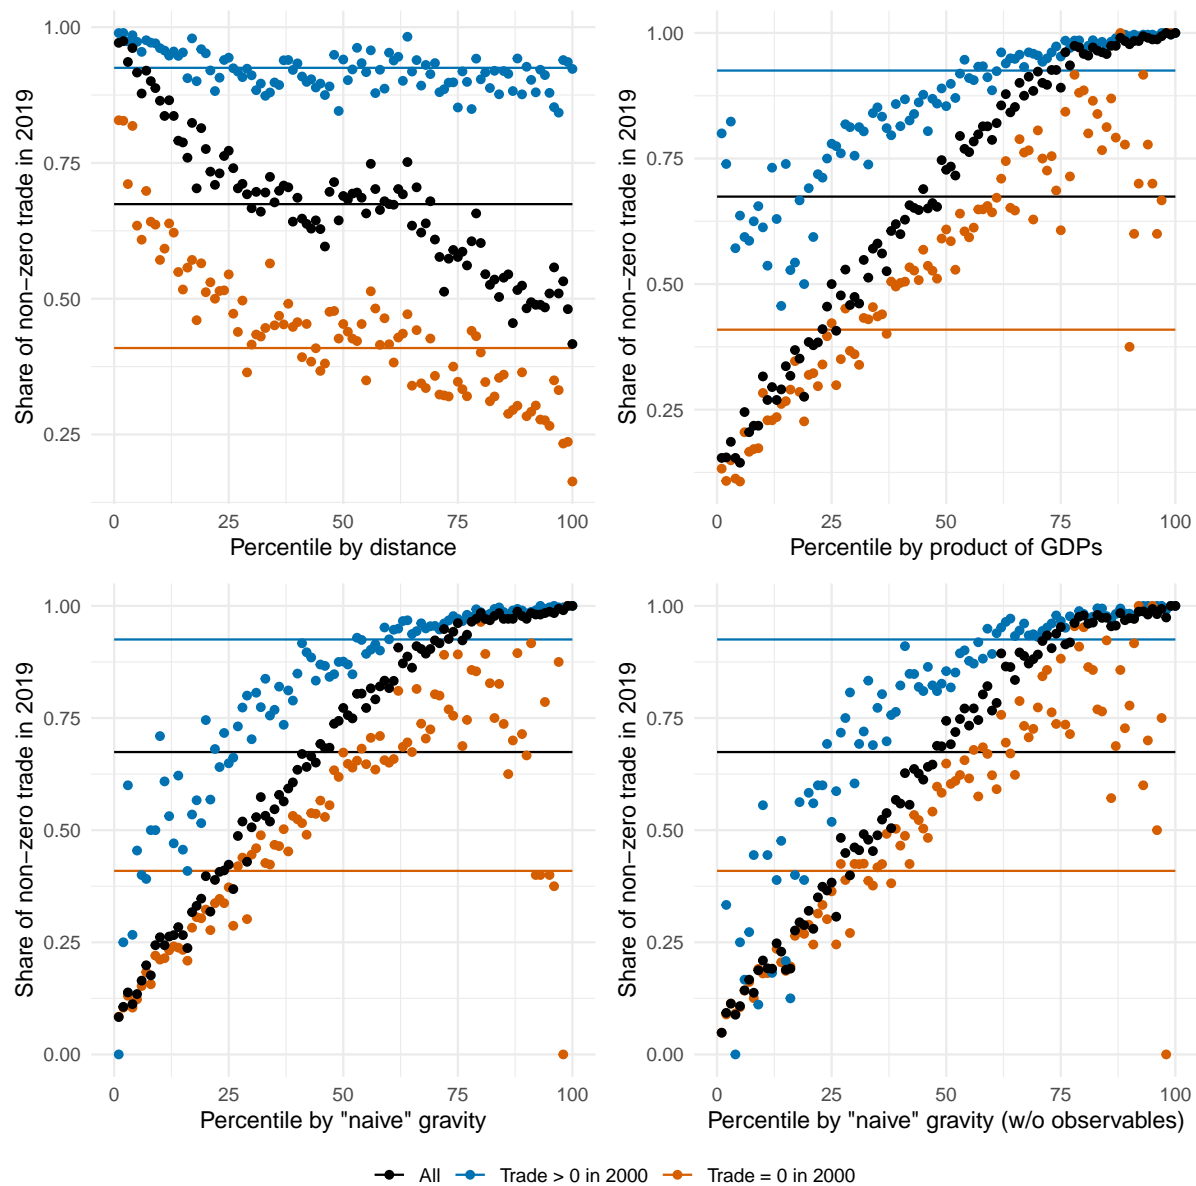 Share of non−zero trade in 2019
1.00
0.75
0.50
0.25
0 25 50 75 100
Percentile by distance
Share of non−zero trade in 2019
1.00
0.75
0.50
0.25
0 25 50 75 100
Percentile by product of GDPs
Share of non−zero trade in 2019
1.00
0.75
0.50
0.25
0.00
0 25 50 75 100
Percentile by "naive" gravity
Share of non−zero trade in 2019
1.00
0.75
0.50
0.25
0.00
0 25 50 75 100
Percentile by "naive" gravity (w/o observables)
All Trade > 0 in 2000 Trade = 0 in 2000